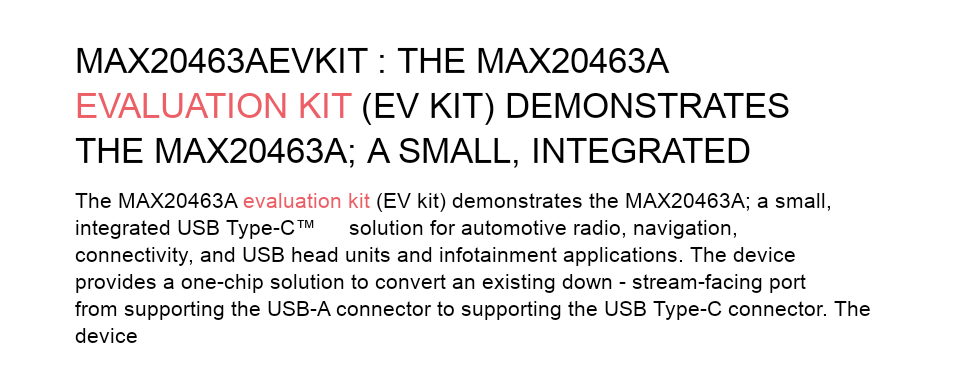 MAX20463AEVKIT : THE MAX20463A
EVALUATION KIT (EV KIT) DEMONSTRATES
THE MAX20463A; A SMALL, INTEGRATED
The MAX20463A evaluation kit (EV kit) demonstrates the MAX20463A; a small,
integrated USB Type-C™ solution for automotive radio, navigation,
connectivity, and USB head units and infotainment applications. The device
provides a one-chip solution to convert an existing down - stream-facing port
from supporting the USB-A connector to supporting the USB Type-C connector. The
device